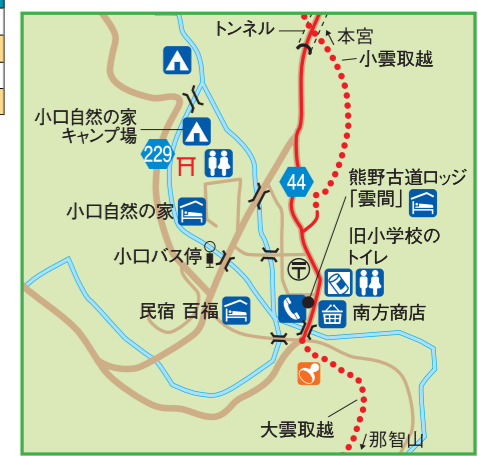 トンネル
本宮
小雲取越
小口自然の家
キャンプ場
229
44
熊野古道ロッジ
「雲間」
小口自然の家
旧小学校の
トイレ
小口バス停
民宿 百福
南方商店
大雲取越
那智山